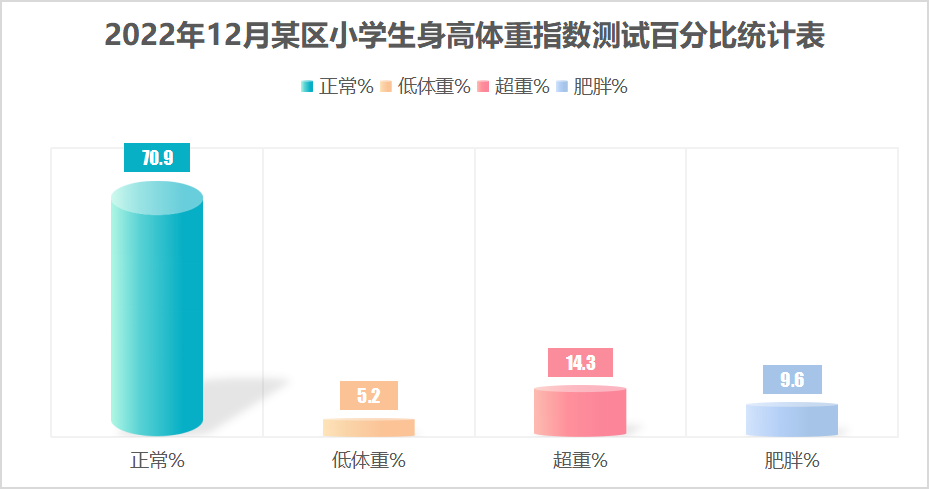 2022年12月某区小学生身高体重指数测试百分比统计表
正常% 低体重% 超重% 肥胖%
70.9
5.2
14.3
9.6
正常% 低体重% 超重% 肥胖%